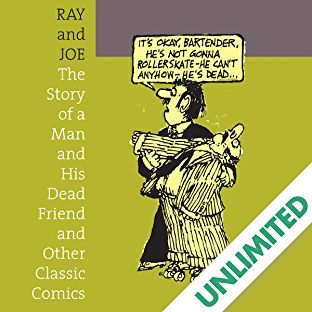 RAY
and
JOE
The
Story
of a
Man
and
His
Dead
Friend
and
Other
Classic
Comics
IT'S OKAY, BARTENDER,
HE'S NOT GONNA
ROLLERSKATE-HE CAN'T
ANYHOW-HE'S DEAD...
UNLIMITED